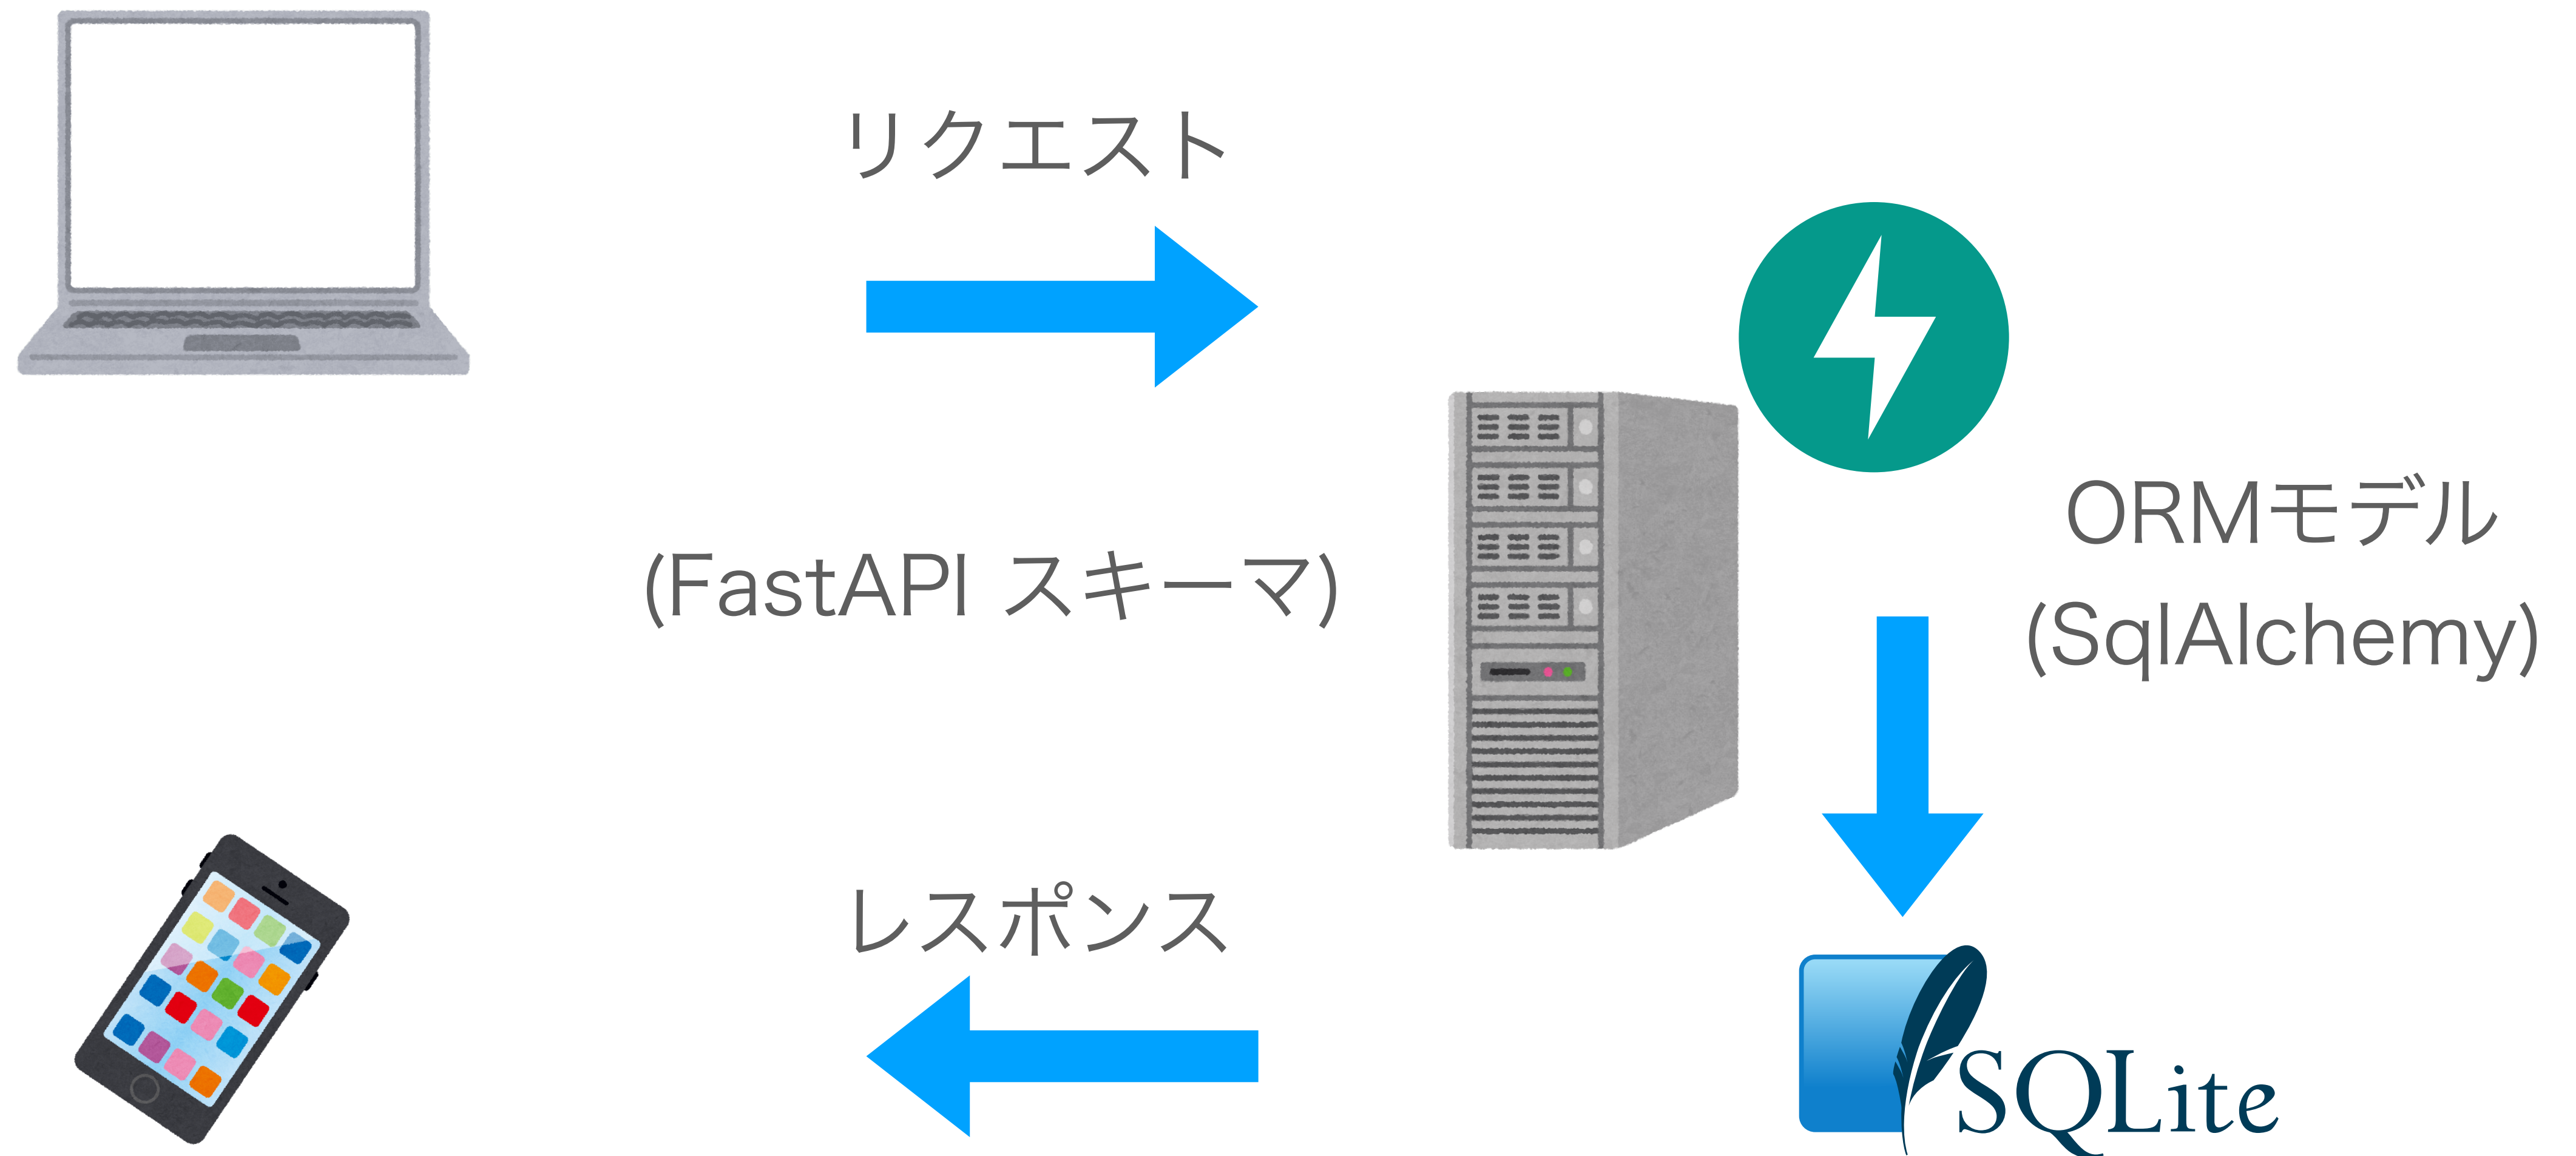 リクエスト
(FastAPI スキーマ)
ORMモデル
(SqlAlchemy)
レスポンス
SQLite